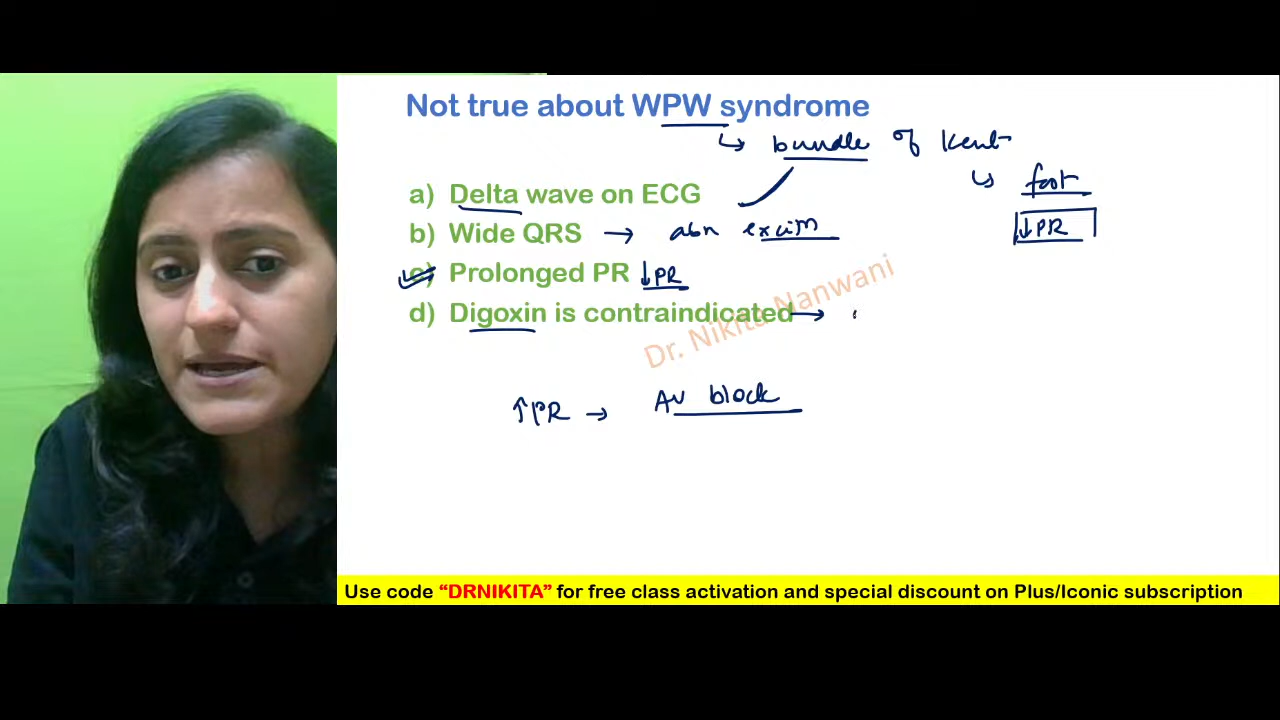 Not true about WPW syndrome
↳ bundle of Kent
↳ fast
↓PR
a) Delta wave on ECG
b) Wide QRS → abn
c) Prolonged PR ↓PR
d) Digoxin is contraindicated →
Dr. Nikita Nanwani
↑PR → AV block
Use code “DRNIKITA” for free class activation and special discount on Plus/Iconic subscription